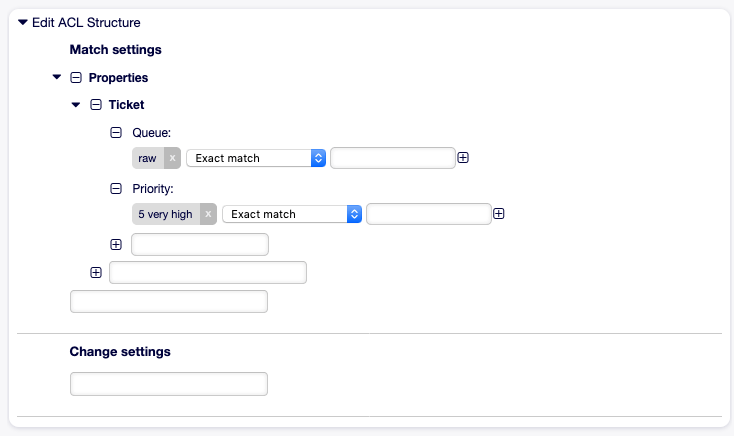 Edit ACL Structure
Match settings
Properties
Ticket
Queue:
raw x Exact match
Priority:
5 very high x Exact match
Change settings